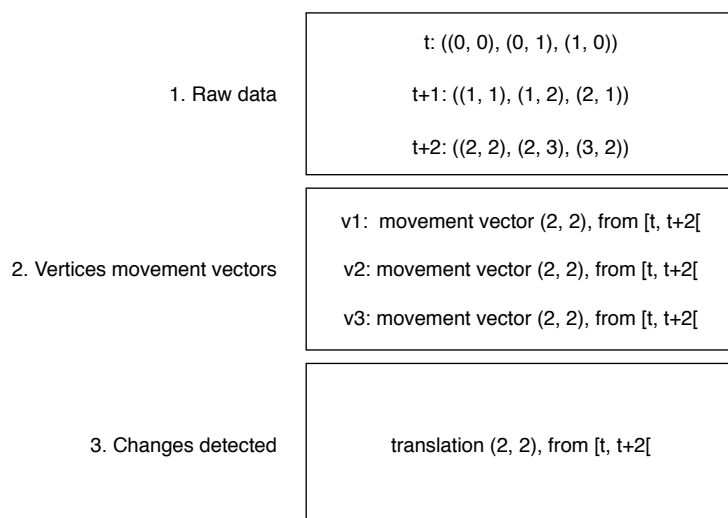 t: ((0, 0), (0, 1), (1, 0))
1. Raw data
t+1: ((1, 1), (1, 2), (2, 1))
t+2: ((2, 2), (2, 3), (3, 2))
v1: movement vector (2, 2), from [t, t+2[
2. Vertices movement vectors
v2: movement vector (2, 2), from [t, t+2[
v3: movement vector (2, 2), from [t, t+2[
3. Changes detected
translation (2, 2), from [t, t+2[